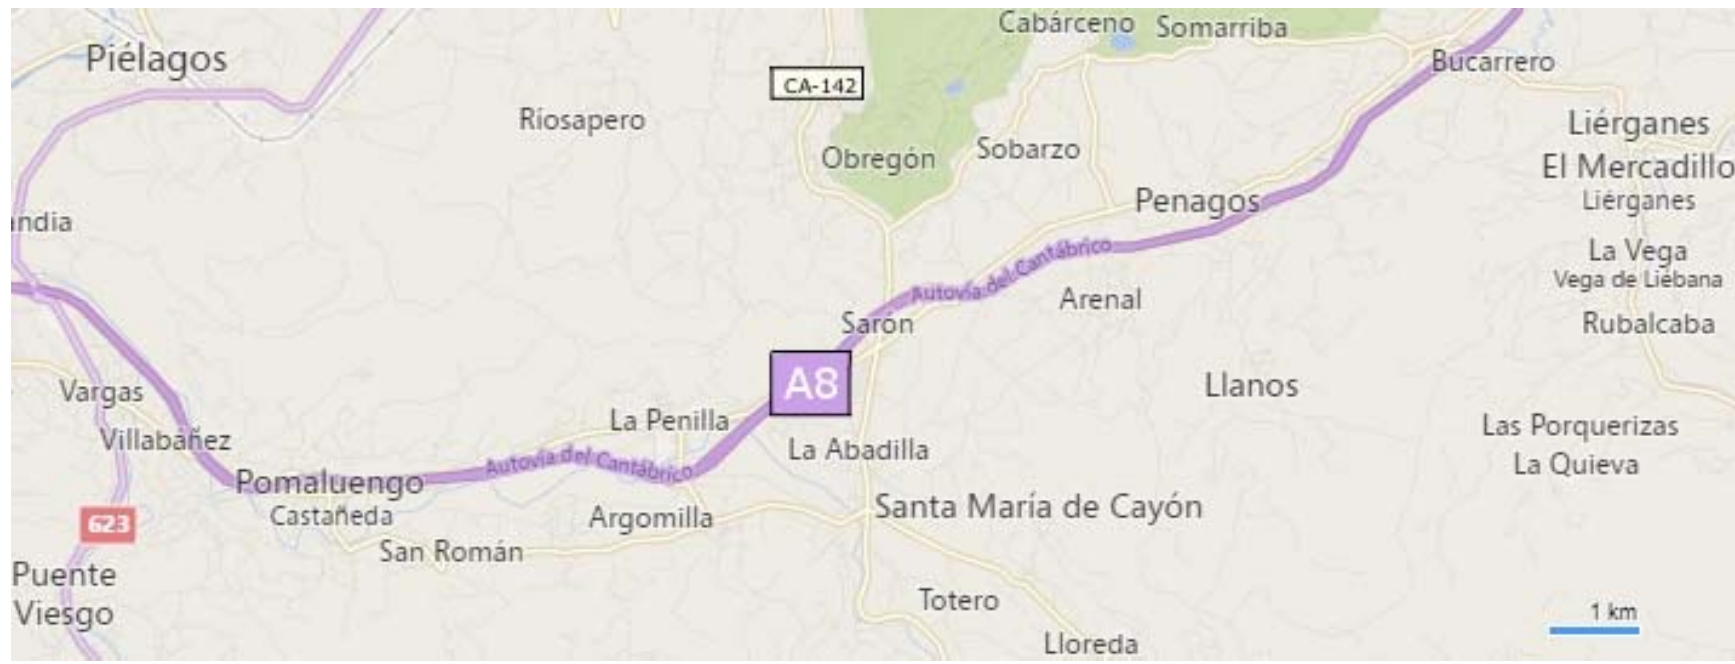 Cabárceno
Somarriba
Piélagos
Bucarrero
CA-142
Riosapero
Liérganes
Obregón
Sobarzo
El Mercadillo
Penagos
Liérganes
andia
Autovía del Cantábrico
La Vega
Vega de Liébana
Arenal
Sarón
Rubalcaba
A8
Llanos
Vargas
La Penilla
Las Porquerizas
Villabáñez
La Abadilla
Autovía del Cantábrico
La Quieva
Pomaluengo
Castañeda
Argomilla
Santa María de Cayón
623
San Román
Puente
Viesgo
Totero
1 km
Lloreda